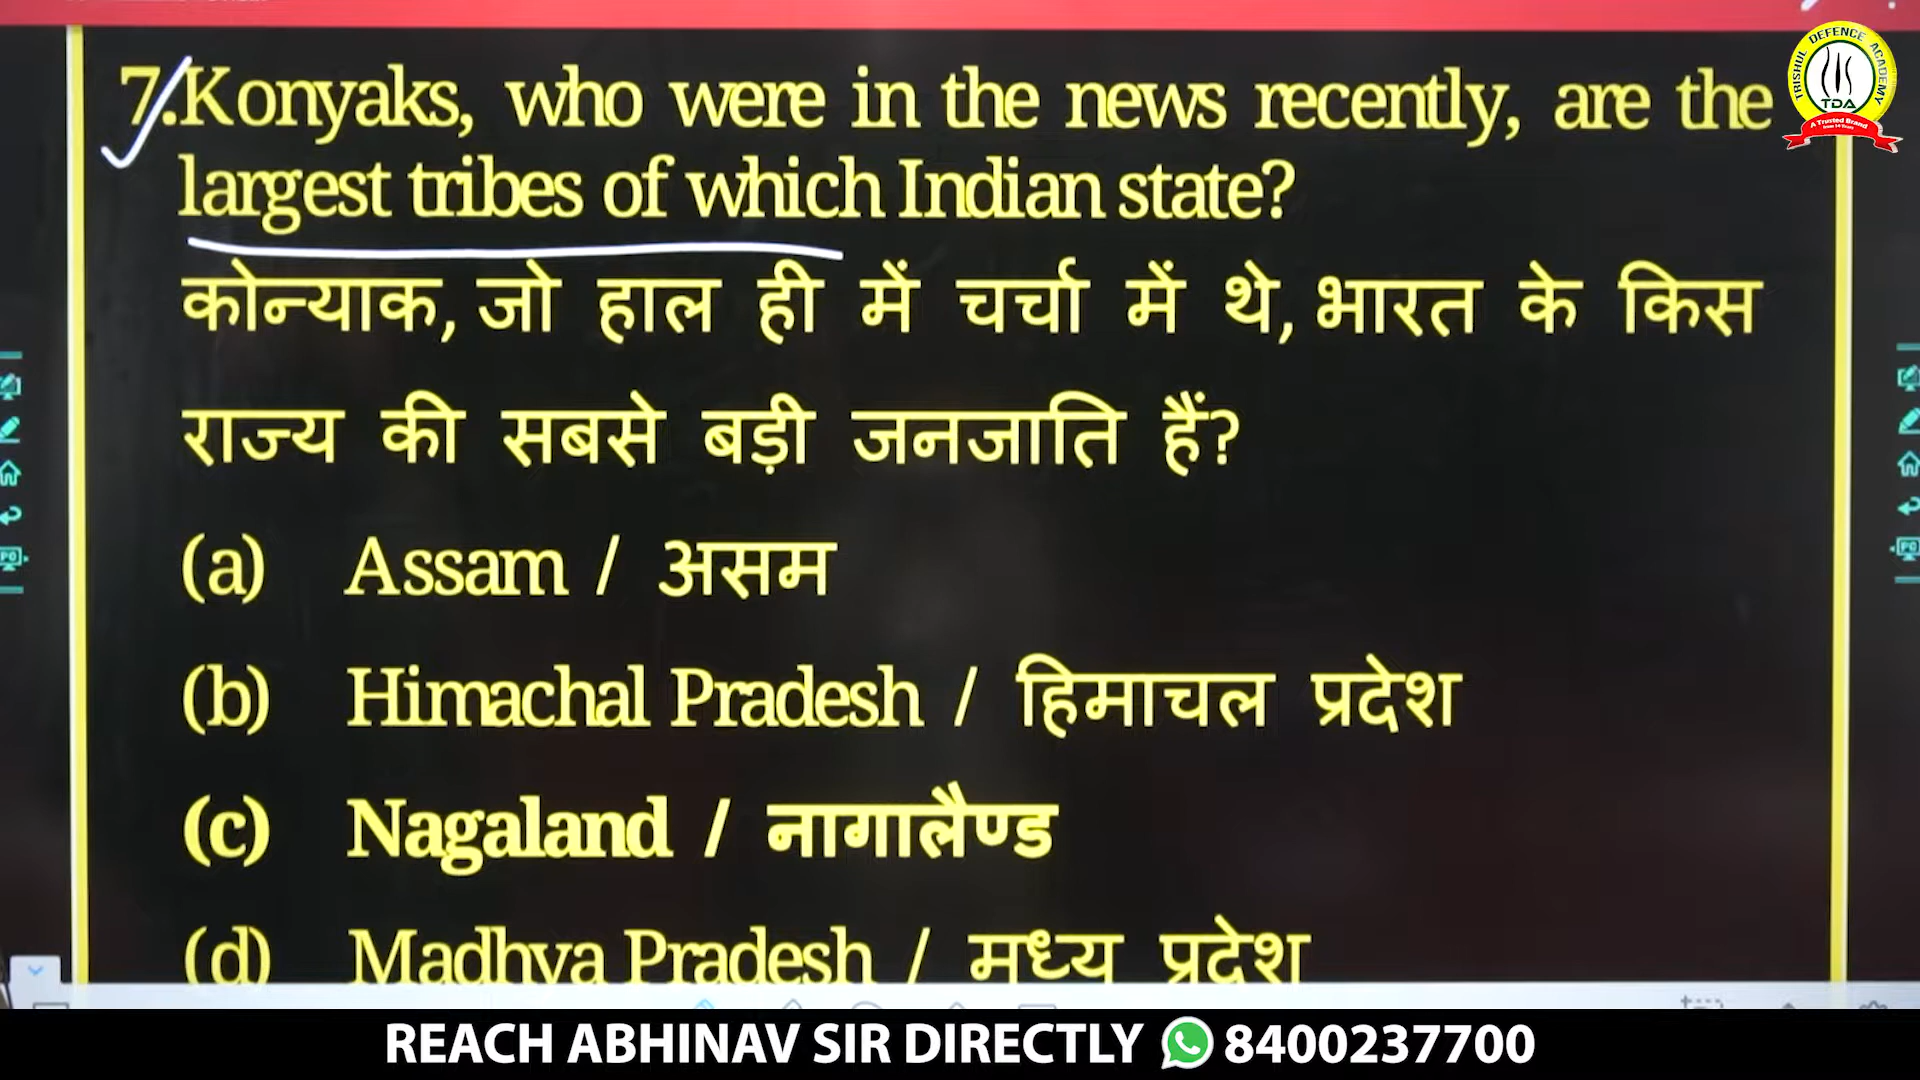 TRISHUL DEFENCE ACADEMY
TDA
A Trusted Brand
7. Konyaks, who were in the news recently, are the
largest tribes of which Indian state?
कोन्याक, जो हाल ही में चर्चा में थे, भारत के किस
राज्य की सबसे बड़ी जनजाति हैं?
(a) Assam / असम
(b) Himachal Pradesh / हिमाचल प्रदेश
(c) Nagaland / नागालैण्ड
(d) Madhya Pradesh / मध्य प्रदेश
REACH ABHINAV SIR DIRECTLY 8400237700